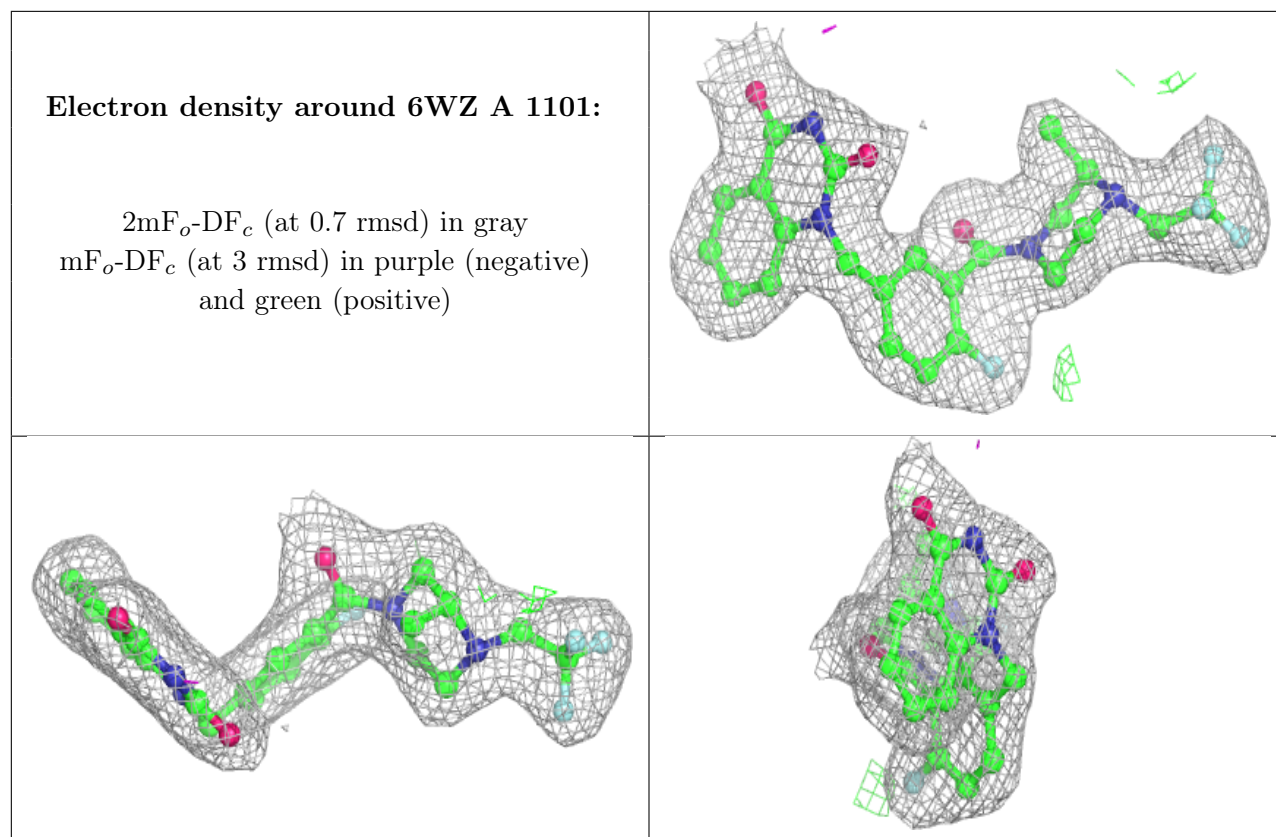 Electron density around 6WZ A 1101:
2mFo-DFc (at 0.7 rmsd) in gray
mFo-DFc (at 3 rmsd) in purple (negative)
and green (positive)